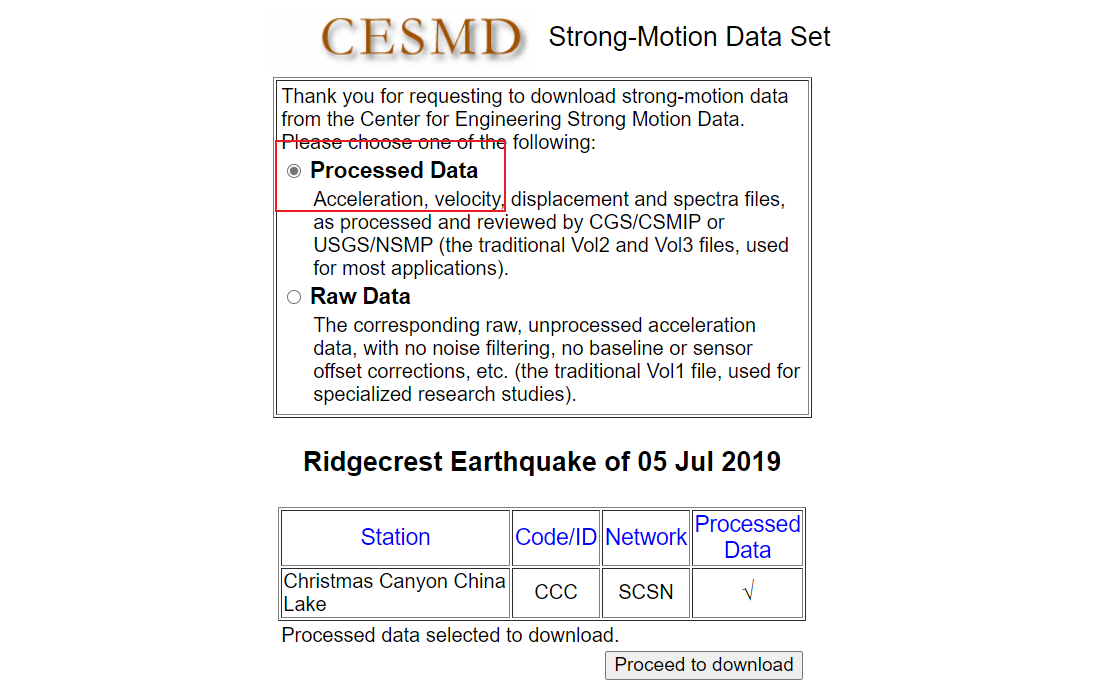 CESMD Strong-Motion Data Set
Thank you for requesting to download strong-motion data
from the Center for Engineering Strong Motion Data.
Please choose one of the following:
Processed Data
Acceleration, velocity, displacement and spectra files,
as processed and reviewed by CGS/CSMIP or
USGS/NSMP (the traditional Vol2 and Vol3 files, used
for most applications).
Raw Data
The corresponding raw, unprocessed acceleration
data, with no noise filtering, no baseline or sensor
offset corrections, etc. (the traditional Vol1 file, used for
specialized research studies).
Ridgecrest Earthquake of 05 Jul 2019
Station Code/ID Network Processed
Data
Christmas Canyon China
Lake CCC SCSN √
Processed data selected to download.
Proceed to download